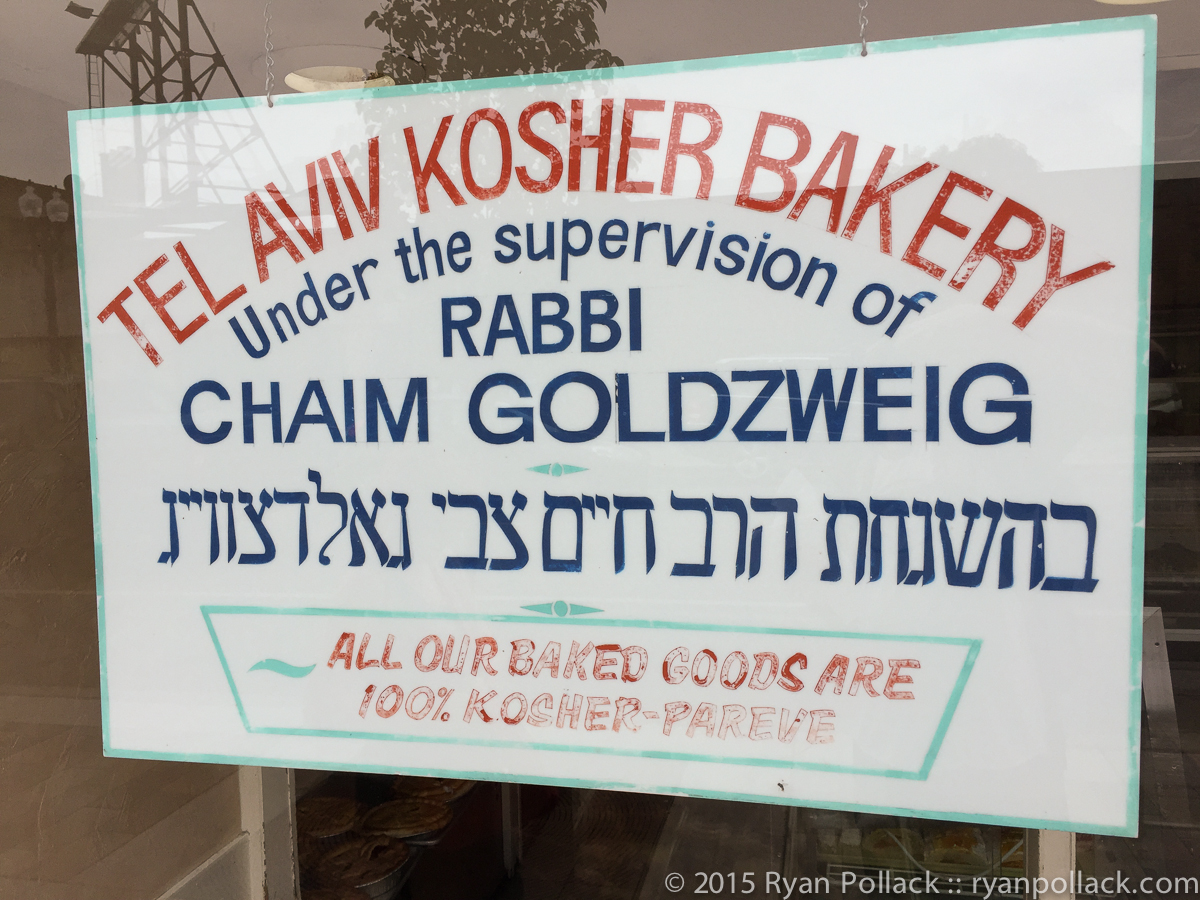 TEL AVIV KOSHER BAKERY
Under the supervision of
RABBI
CHAIM GOLDZWEIG
בהשגחת הרב חיים צבי גאלדצווייג
ALL OUR BAKED GOODS ARE
100% KOSHER-PAREVE
© 2015 Ryan Pollack :: ryanpollack.com